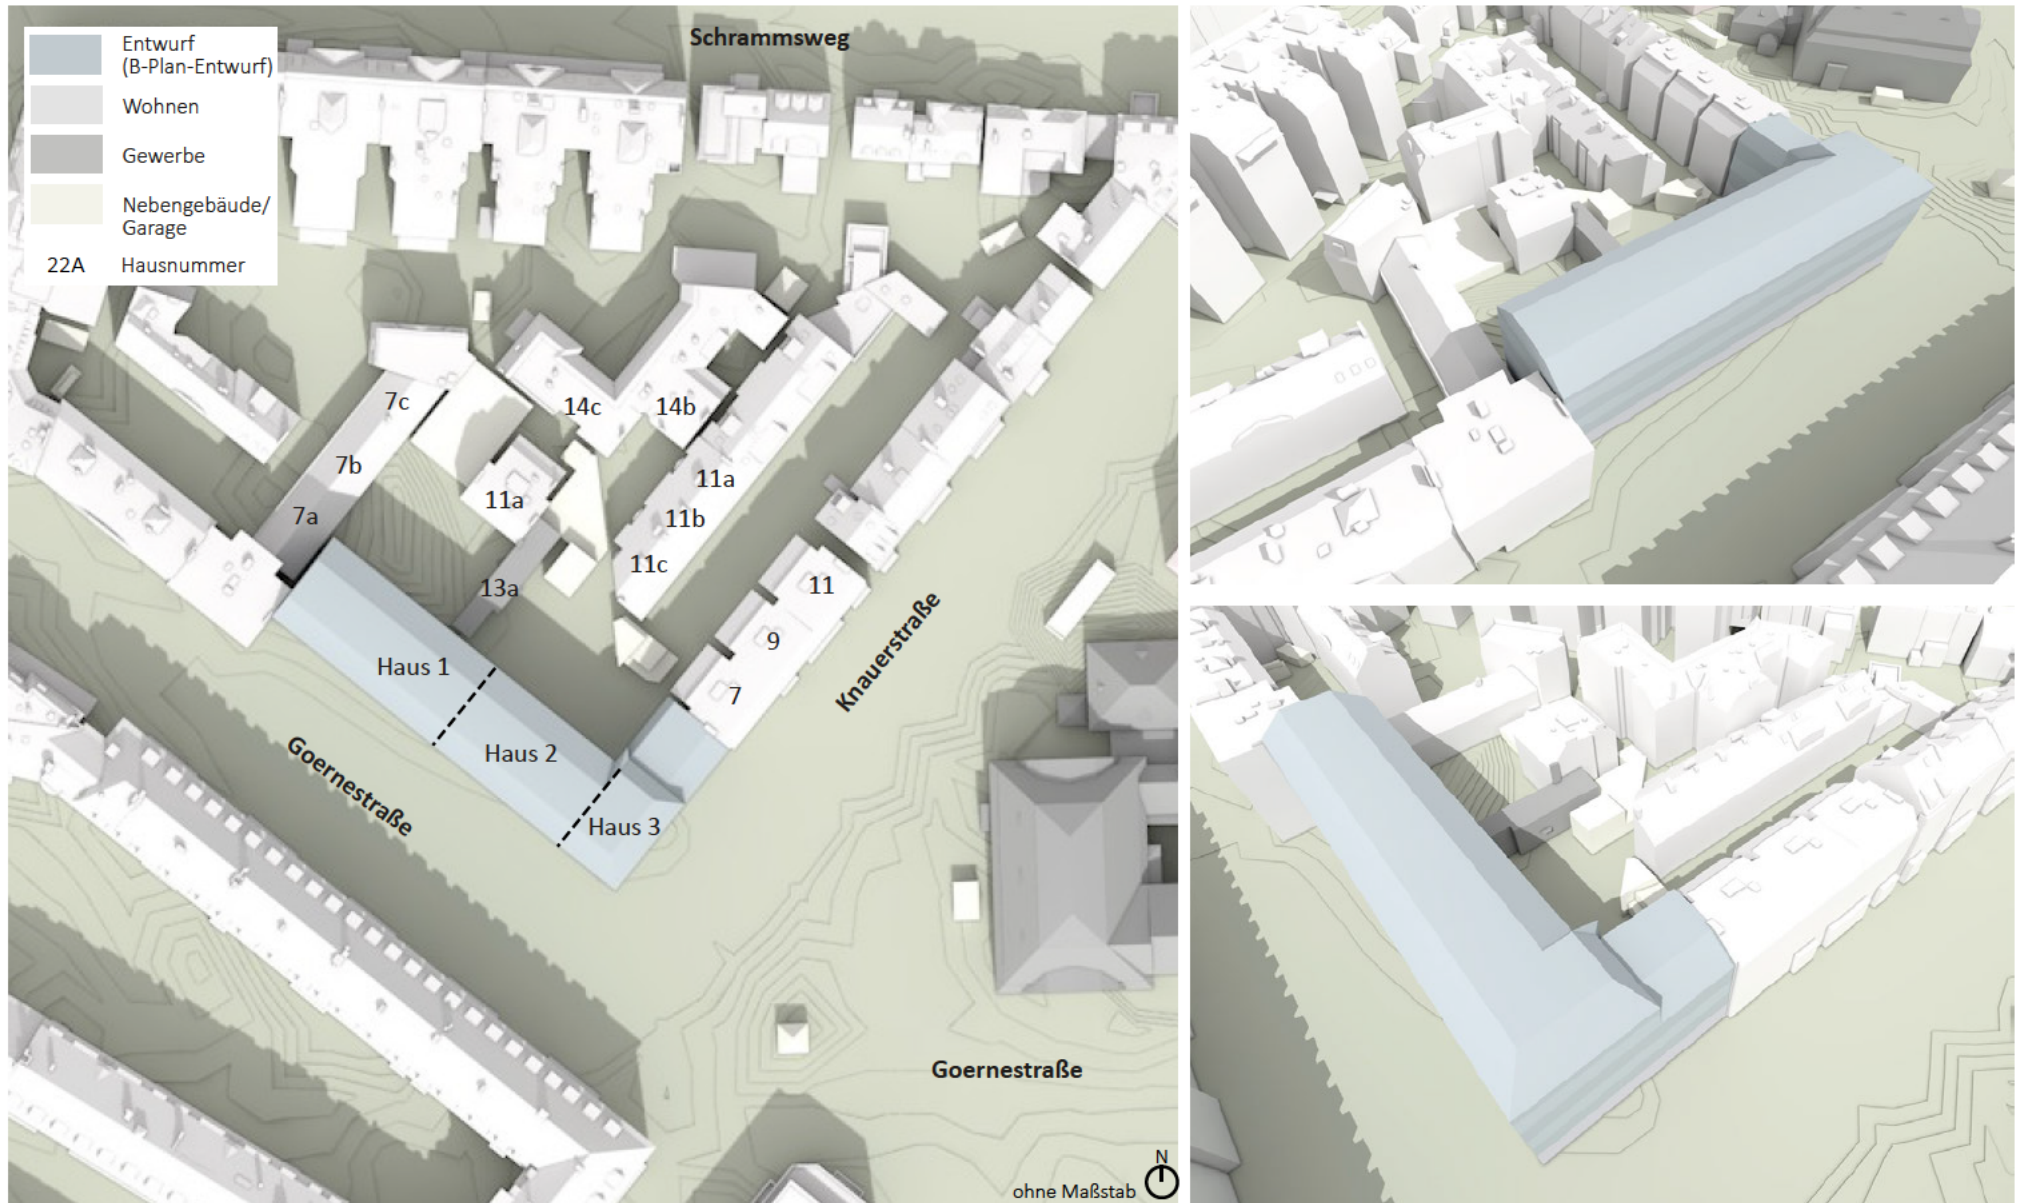 Schrammsweg
Entwurf
(B-Plan-Entwurf)
Wohnen
Gewerbe
Nebengebäude/
Garage
22A Hausnummer
7c
14c
14b
7b
11a
11a
7a
11b
11c
13a
11
9
7
Haus 1
Knauerstraße
Haus 2
Goernestraße
Haus 3
Goernestraße
N
ohne Maßstab